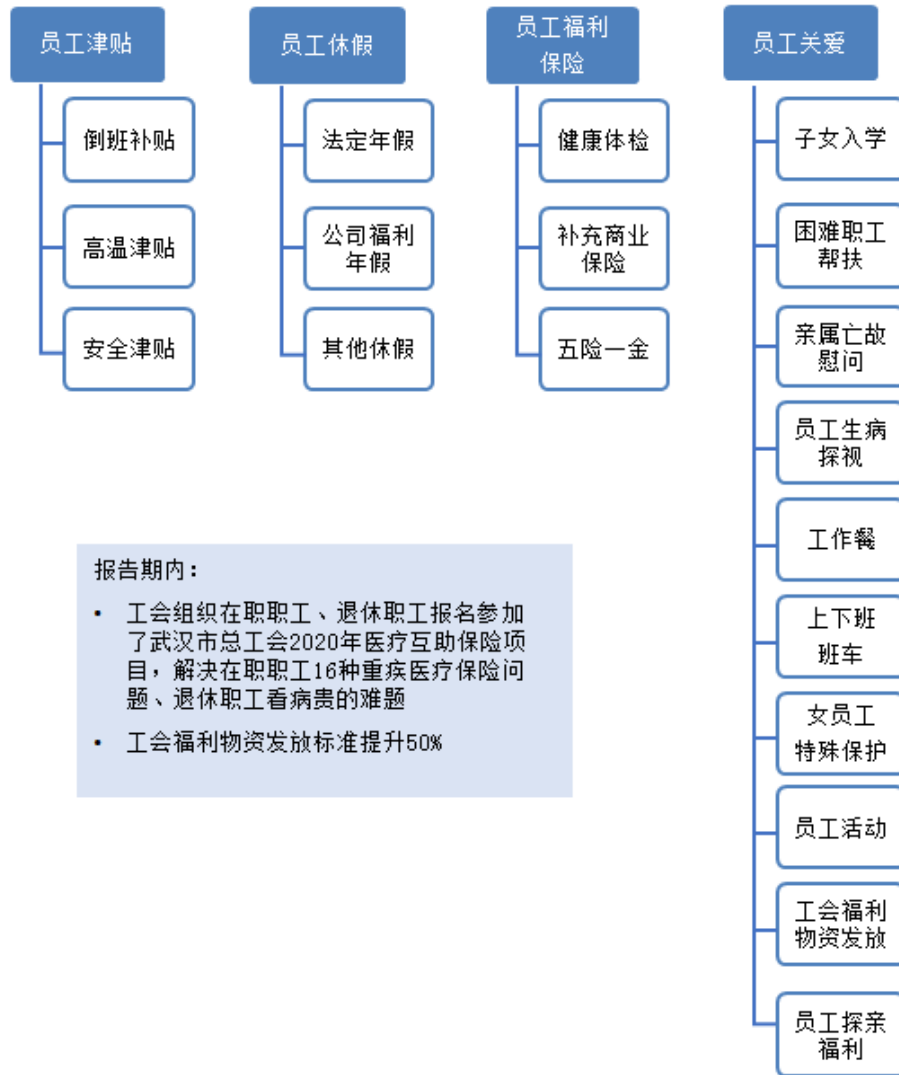 员工津贴
倒班补贴
高温津贴
安全津贴
员工休假
法定年假
公司福利
年假
其他休假
员工福利
保险
健康体检
补充商业
保险
五险一金
员工关爱
子女入学
困难职工
帮扶
亲属亡故
慰问
员工生病
探视
工作餐
上下班
班车
女员工
特殊保护
员工活动
工会福利
物资发放
员工探亲
福利
报告期内：
• 工会组织在职职工、退休职工报名参加
了武汉市总工会2020年医疗互助保险项
目，解决在职职工16种重疾医疗保险问
题、退休职工看病贵的难题
• 工会福利物资发放标准提升50%